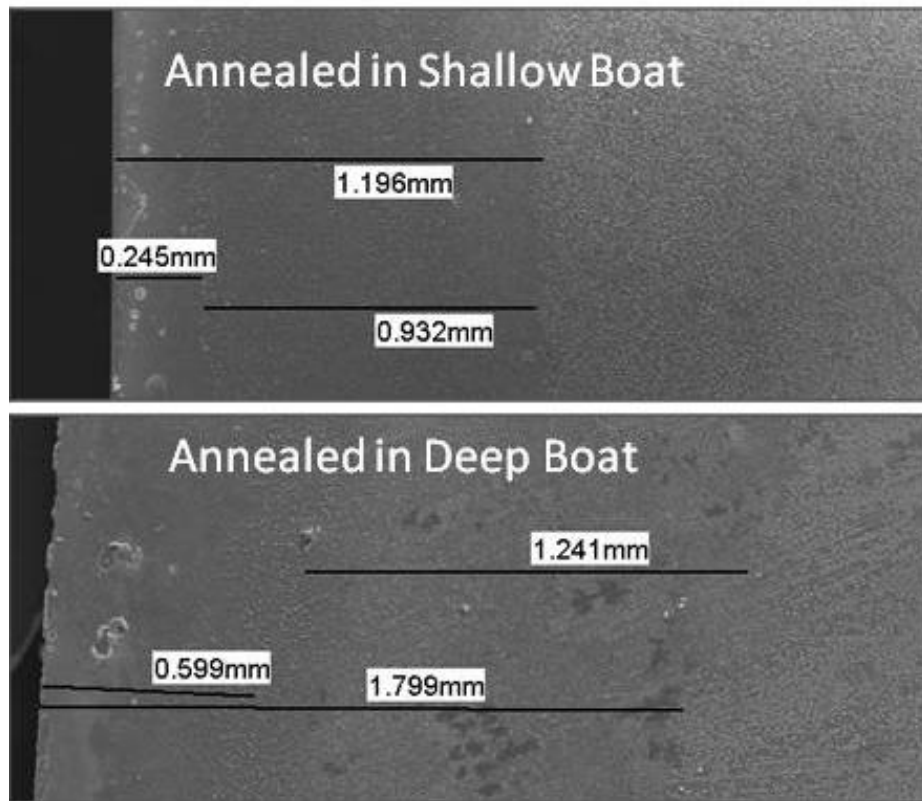 Annealed in Shallow Boat
1.196mm
0.245mm
0.932mm
Annealed in Deep Boat
1.241mm
0.599mm
1.799mm